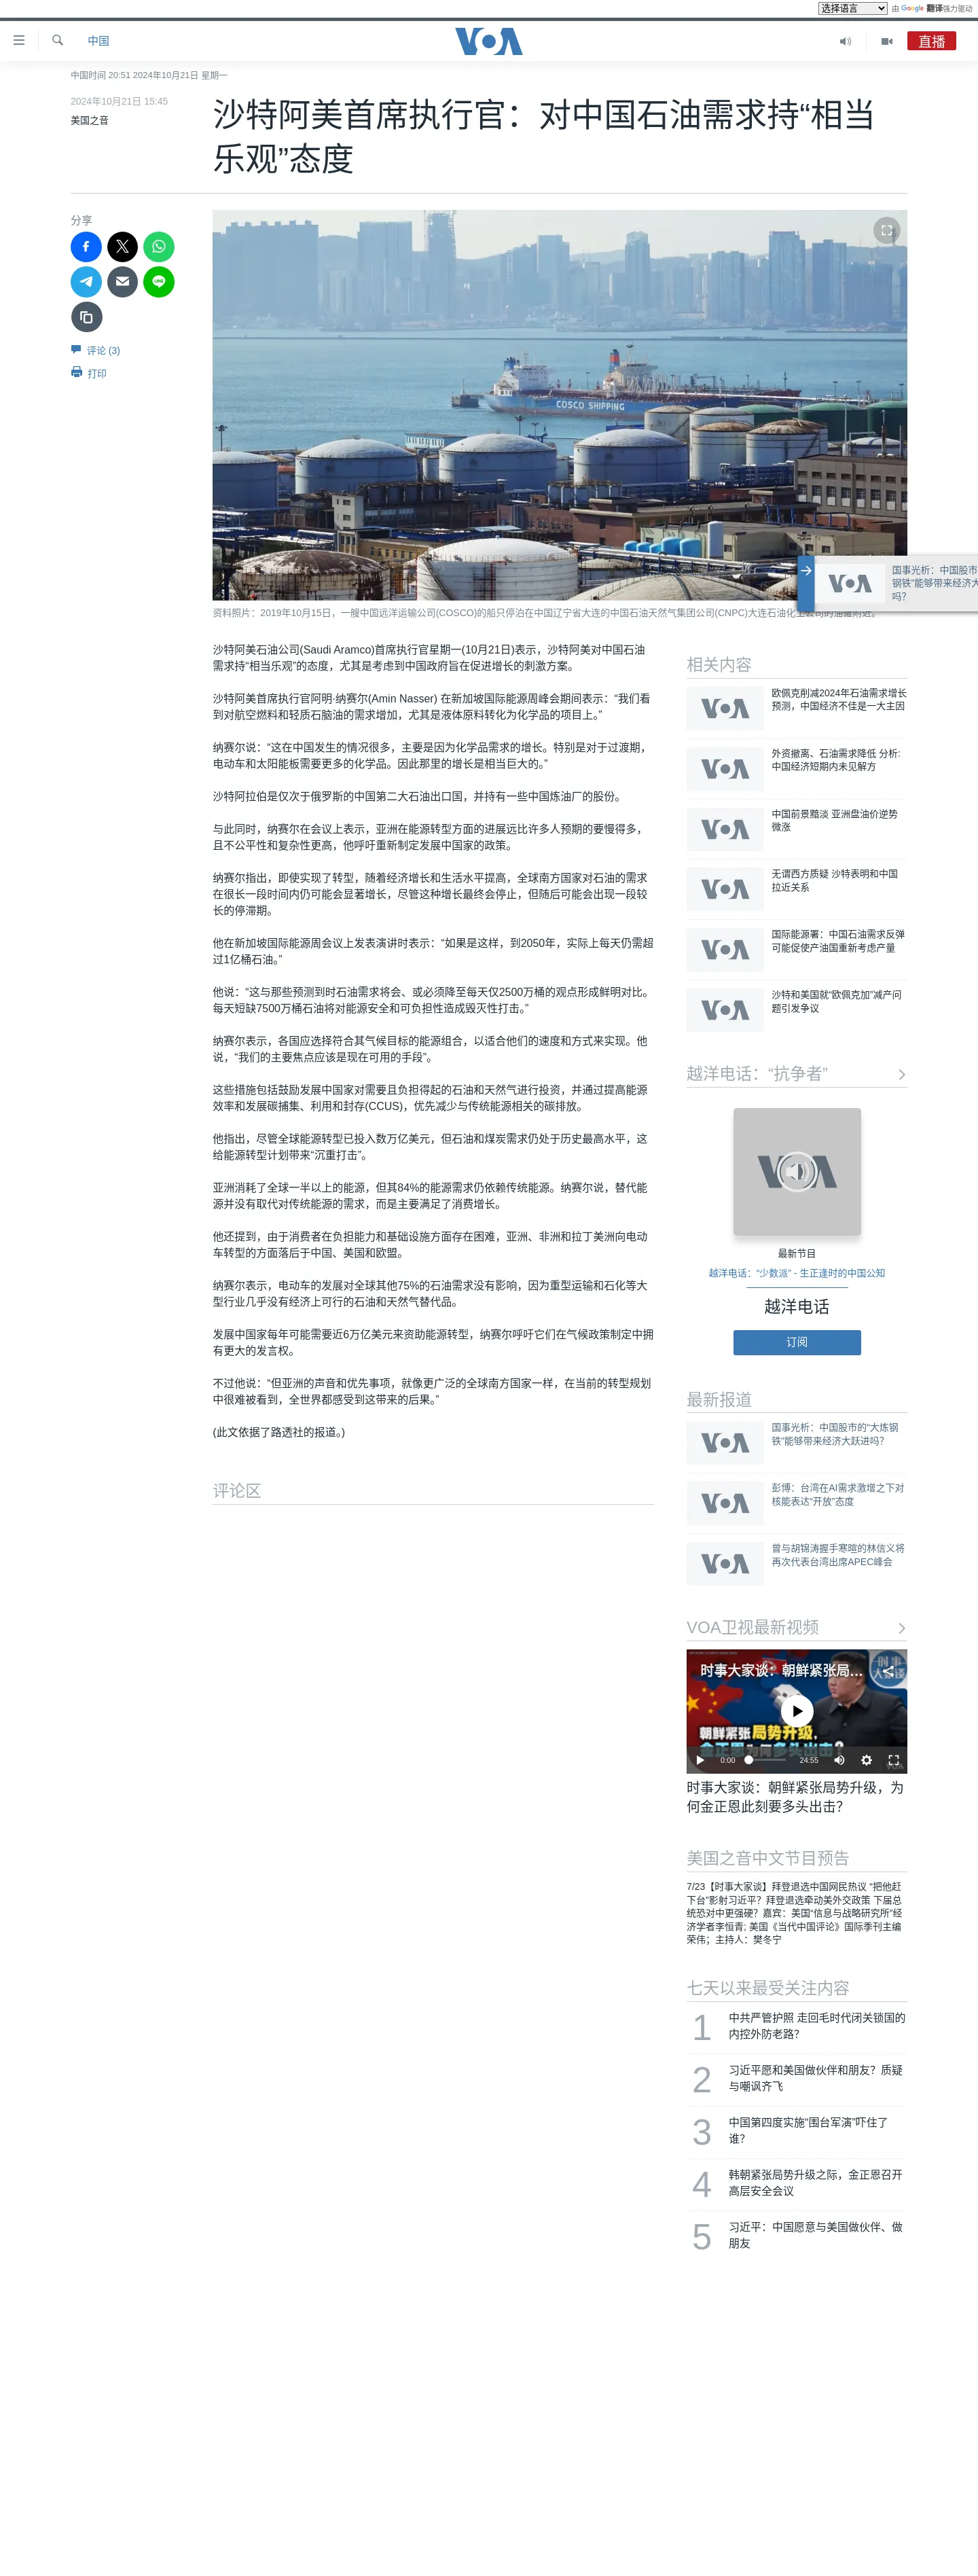 选择语言 由 Google 翻译强力驱动
中国
VOA
直播
中国时间 20:51 2024年10月21日 星期一
2024年10月21日 15:45
美国之音
沙特阿美首席执行官：对中国石油需求持“相当
乐观”态度
分享
评论 (3)
打印
COSCO SHIPPING
国事光析：中国股市
钢铁”能够带来经济大
吗？
资料照片：2019年10月15日，一艘中国远洋运输公司(COSCO)的船只停泊在中国辽宁省大连的中国石油天然气集团公司(CNPC)大连石油化工公司的油罐附近。
沙特阿美石油公司(Saudi Aramco)首席执行官星期一(10月21日)表示，沙特阿美对中国石油
需求持“相当乐观”的态度，尤其是考虑到中国政府旨在促进增长的刺激方案。
沙特阿美首席执行官阿明·纳赛尔(Amin Nasser) 在新加坡国际能源周峰会期间表示：“我们看
到对航空燃料和轻质石脑油的需求增加，尤其是液体原料转化为化学品的项目上。”
纳赛尔说：“这在中国发生的情况很多，主要是因为化学品需求的增长。特别是对于过渡期，
电动车和太阳能板需要更多的化学品。因此那里的增长是相当巨大的。”
沙特阿拉伯是仅次于俄罗斯的中国第二大石油出口国，并持有一些中国炼油厂的股份。
与此同时，纳赛尔在会议上表示，亚洲在能源转型方面的进展远比许多人预期的要慢得多，
且不公平性和复杂性更高，他呼吁重新制定发展中国家的政策。
纳赛尔指出，即使实现了转型，随着经济增长和生活水平提高，全球南方国家对石油的需求
在很长一段时间内仍可能会显著增长，尽管这种增长最终会停止，但随后可能会出现一段较
长的停滞期。
他在新加坡国际能源周会议上发表演讲时表示：“如果是这样，到2050年，实际上每天仍需超
过1亿桶石油。”
他说：“这与那些预测到时石油需求将会、或必须降至每天仅2500万桶的观点形成鲜明对比。
每天短缺7500万桶石油将对能源安全和可负担性造成毁灭性打击。”
纳赛尔表示，各国应选择符合其气候目标的能源组合，以适合他们的速度和方式来实现。他
说，“我们的主要焦点应该是现在可用的手段”。
这些措施包括鼓励发展中国家对需要且负担得起的石油和天然气进行投资，并通过提高能源
效率和发展碳捕集、利用和封存(CCUS)，优先减少与传统能源相关的碳排放。
他指出，尽管全球能源转型已投入数万亿美元，但石油和煤炭需求仍处于历史最高水平，这
给能源转型计划带来“沉重打击”。
亚洲消耗了全球一半以上的能源，但其84%的能源需求仍依赖传统能源。纳赛尔说，替代能
源并没有取代对传统能源的需求，而是主要满足了消费增长。
他还提到，由于消费者在负担能力和基础设施方面存在困难，亚洲、非洲和拉丁美洲向电动
车转型的方面落后于中国、美国和欧盟。
纳赛尔表示，电动车的发展对全球其他75%的石油需求没有影响，因为重型运输和石化等大
型行业几乎没有经济上可行的石油和天然气替代品。
发展中国家每年可能需要近6万亿美元来资助能源转型，纳赛尔呼吁它们在气候政策制定中拥
有更大的发言权。
不过他说：“但亚洲的声音和优先事项，就像更广泛的全球南方国家一样，在当前的转型规划
中很难被看到，全世界都感受到这带来的后果。”
(此文依据了路透社的报道。)
评论区
相关内容
欧佩克削减2024年石油需求增长
预测，中国经济不佳是一大主因
外资撤离、石油需求降低 分析:
中国经济短期内未见解方
中国前景黯淡 亚洲盘油价逆势
微涨
无谓西方质疑 沙特表明和中国
拉近关系
国际能源署：中国石油需求反弹
可能促使产油国重新考虑产量
沙特和美国就“欧佩克加”减产问
题引发争议
越洋电话：“抗争者”
最新节目
越洋电话：“少数派” - 生正逢时的中国公知
越洋电话
订阅
最新报道
国事光析：中国股市的“大炼钢
铁”能够带来经济大跃进吗？
彭博：台湾在AI需求激增之下对
核能表达“开放”态度
曾与胡锦涛握手寒暄的林信义将
再次代表台湾出席APEC峰会
VOA卫视最新视频
时事大家谈：朝鲜紧张局…
时事
大家谈
朝鲜紧张局势升级，
金正恩为何多头出击？
0:00 24:55
时事大家谈：朝鲜紧张局势升级，为
何金正恩此刻要多头出击？
美国之音中文节目预告
7/23【时事大家谈】拜登退选中国网民热议 “把他赶
下台”影射习近平？拜登退选牵动美外交政策 下届总
统恐对中更强硬？嘉宾：美国“信息与战略研究所”经
济学者李恒青; 美国《当代中国评论》国际季刊主编
荣伟；主持人：樊冬宁
七天以来最受关注内容
1 中共严管护照 走回毛时代闭关锁国的
内控外防老路？
2 习近平愿和美国做伙伴和朋友？质疑
与嘲讽齐飞
3 中国第四度实施“围台军演”吓住了
谁？
4 韩朝紧张局势升级之际，金正恩召开
高层安全会议
5 习近平：中国愿意与美国做伙伴、做
朋友